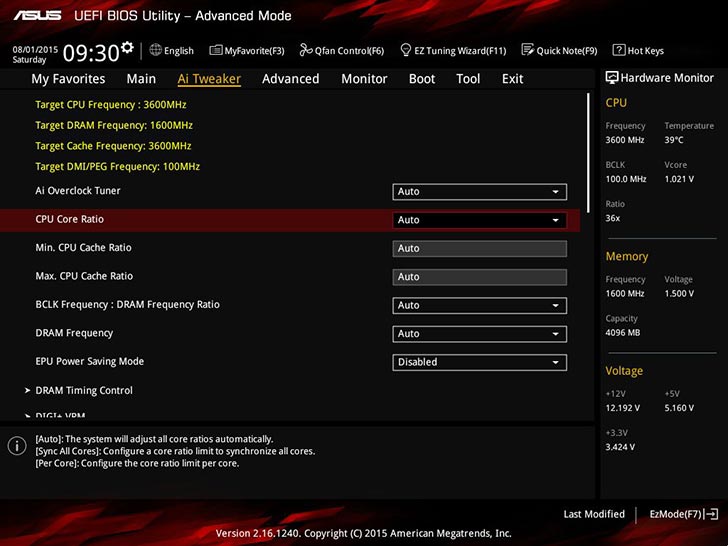 ASUS UEFI BIOS Utility – Advanced Mode
08/01/2015
Saturday
09:30
English
MyFavorite(F3)
Qfan Control(F6)
EZ Tuning Wizard(F11)
Quick Note(F9)
? Hot Keys
My Favorites
Main
Ai Tweaker
Advanced
Monitor
Boot
Tool
Exit
Target CPU Frequency : 3600MHz
Target DRAM Frequency: 1600MHz
Target Cache Frequency: 3600MHz
Target DMI/PEG Frequency: 100MHz
Ai Overclock Tuner Auto
CPU Core Ratio Auto
Min. CPU Cache Ratio Auto
Max. CPU Cache Ratio Auto
BCLK Frequency : DRAM Frequency Ratio Auto
DRAM Frequency Auto
EPU Power Saving Mode Disabled
> DRAM Timing Control
> DIGI+ VRM
[Auto]: The system will adjust all core ratios automatically.
[Sync All Cores]: Configure a core ratio limit to synchronize all cores.
[Per Core]: Configure the core ratio limit per core.
Hardware Monitor
CPU
Frequency Temperature
3600 MHz 39°C
BCLK Vcore
100.0 MHz 1.021 V
Ratio
36x
Memory
Frequency Voltage
1600 MHz 1.500 V
Capacity
4096 MB
Voltage
+12V +5V
12.192 V 5.160 V
+3.3V
3.424 V
Last Modified
EzMode(F7)
Version 2.16.1240. Copyright (C) 2015 American Megatrends, Inc.